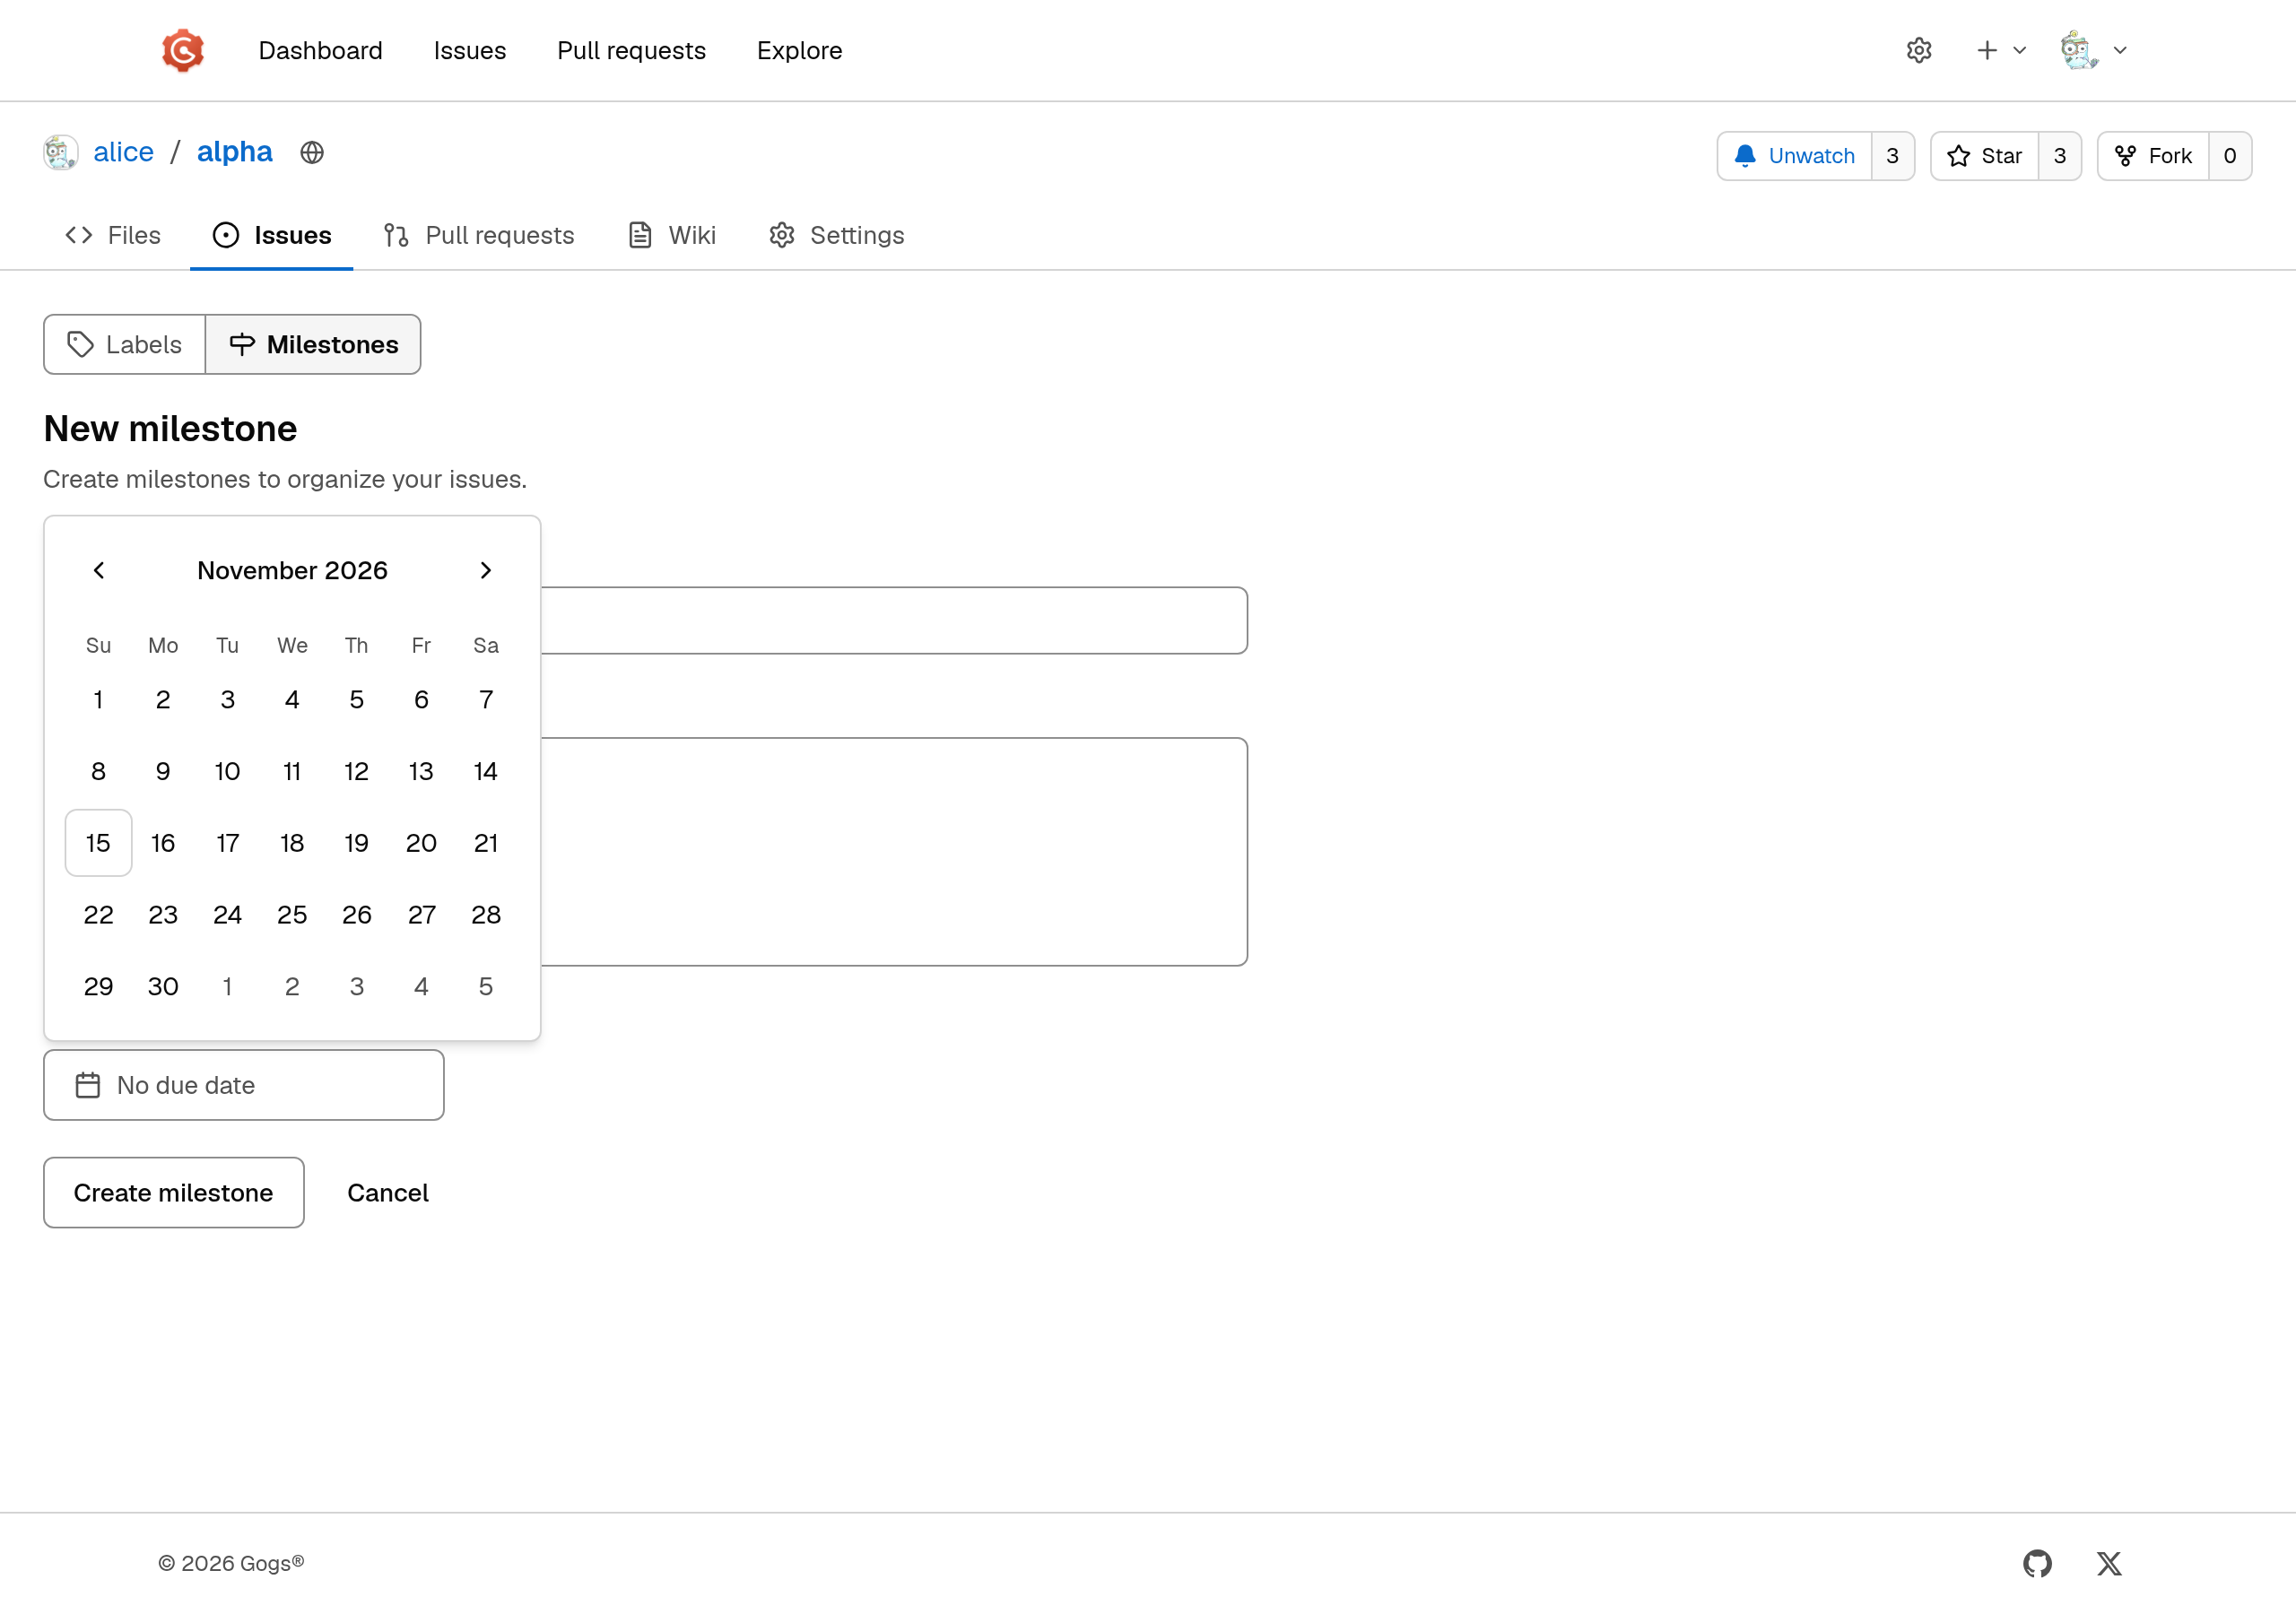 Dashboard Issues Pull requests Explore
alice / alpha
Unwatch 3 Star 3 Fork 0
Files Issues Pull requests Wiki Settings
Labels Milestones
New milestone
Create milestones to organize your issues.
November 2026
Su Mo Tu We Th Fr Sa
1 2 3 4 5 6 7
8 9 10 11 12 13 14
15 16 17 18 19 20 21
22 23 24 25 26 27 28
29 30 1 2 3 4 5
No due date
Create milestone Cancel
© 2026 Gogs®